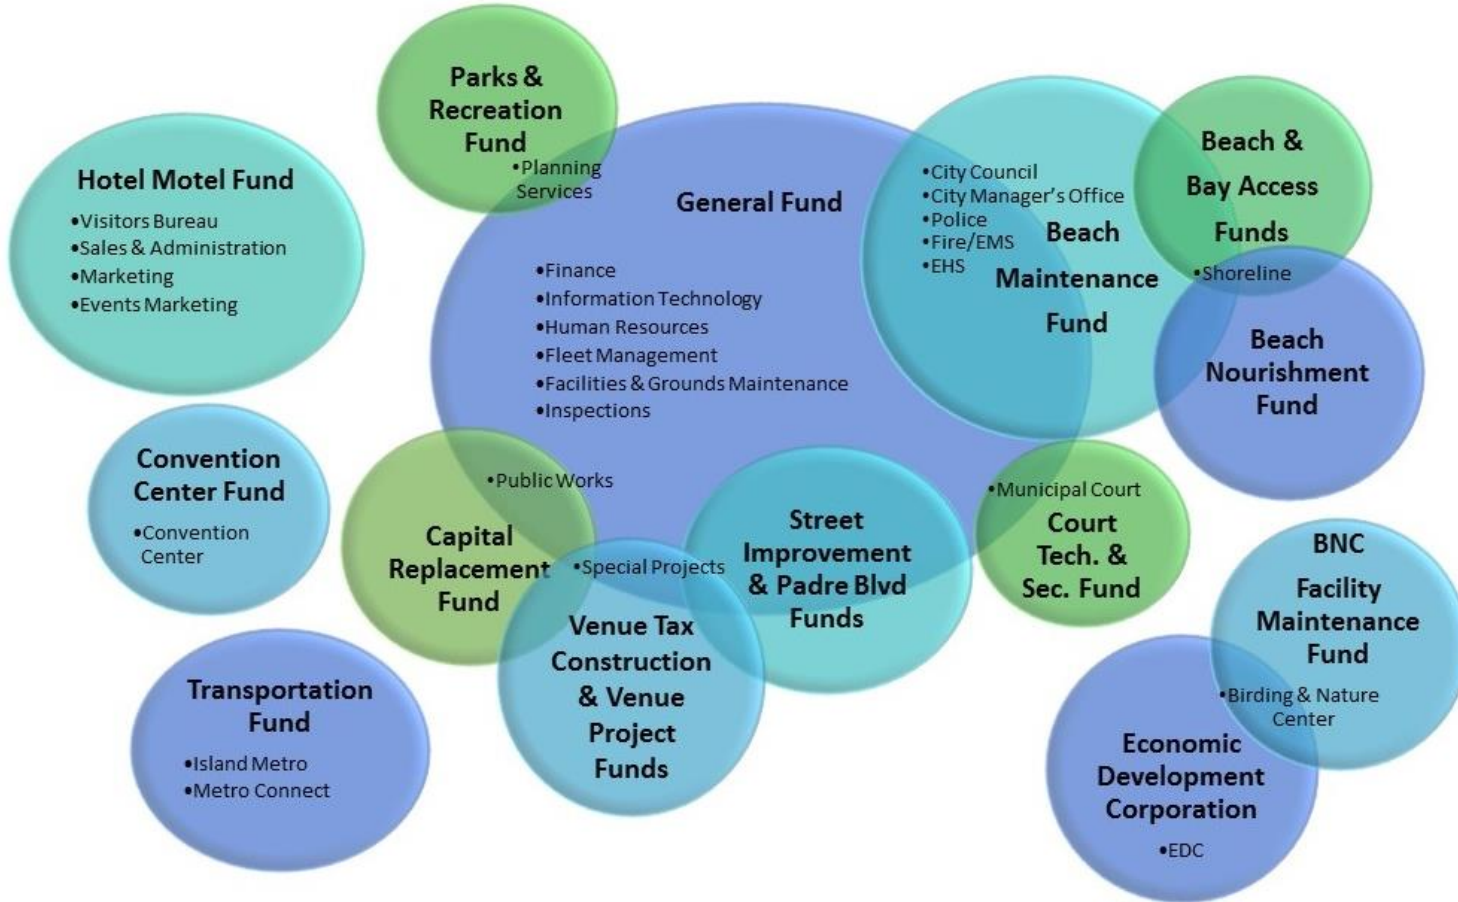 Parks &
Recreation
Fund
•Planning
Services
Hotel Motel Fund
•Visitors Bureau
•Sales & Administration
•Marketing
•Events Marketing
General Fund
•Finance
•Information Technology
•Human Resources
•Fleet Management
•Facilities & Grounds Maintenance
•Inspections
•City Council
•City Manager’s Office
•Police
•Fire/EMS
•EHS
Beach
Maintenance
Fund
Beach &
Bay Access
Funds
•Shoreline
Beach
Nourishment
Fund
Convention
Center Fund
•Convention
Center
•Public Works
Capital
Replacement
Fund
•Special Projects
Venue Tax
Construction
& Venue
Project
Funds
Street
Improvement
& Padre Blvd
Funds
•Municipal Court
Court
Tech. &
Sec. Fund
BNC
Facility
Maintenance
Fund
•Birding & Nature
Center
Transportation
Fund
•Island Metro
•Metro Connect
Economic
Development
Corporation
•EDC